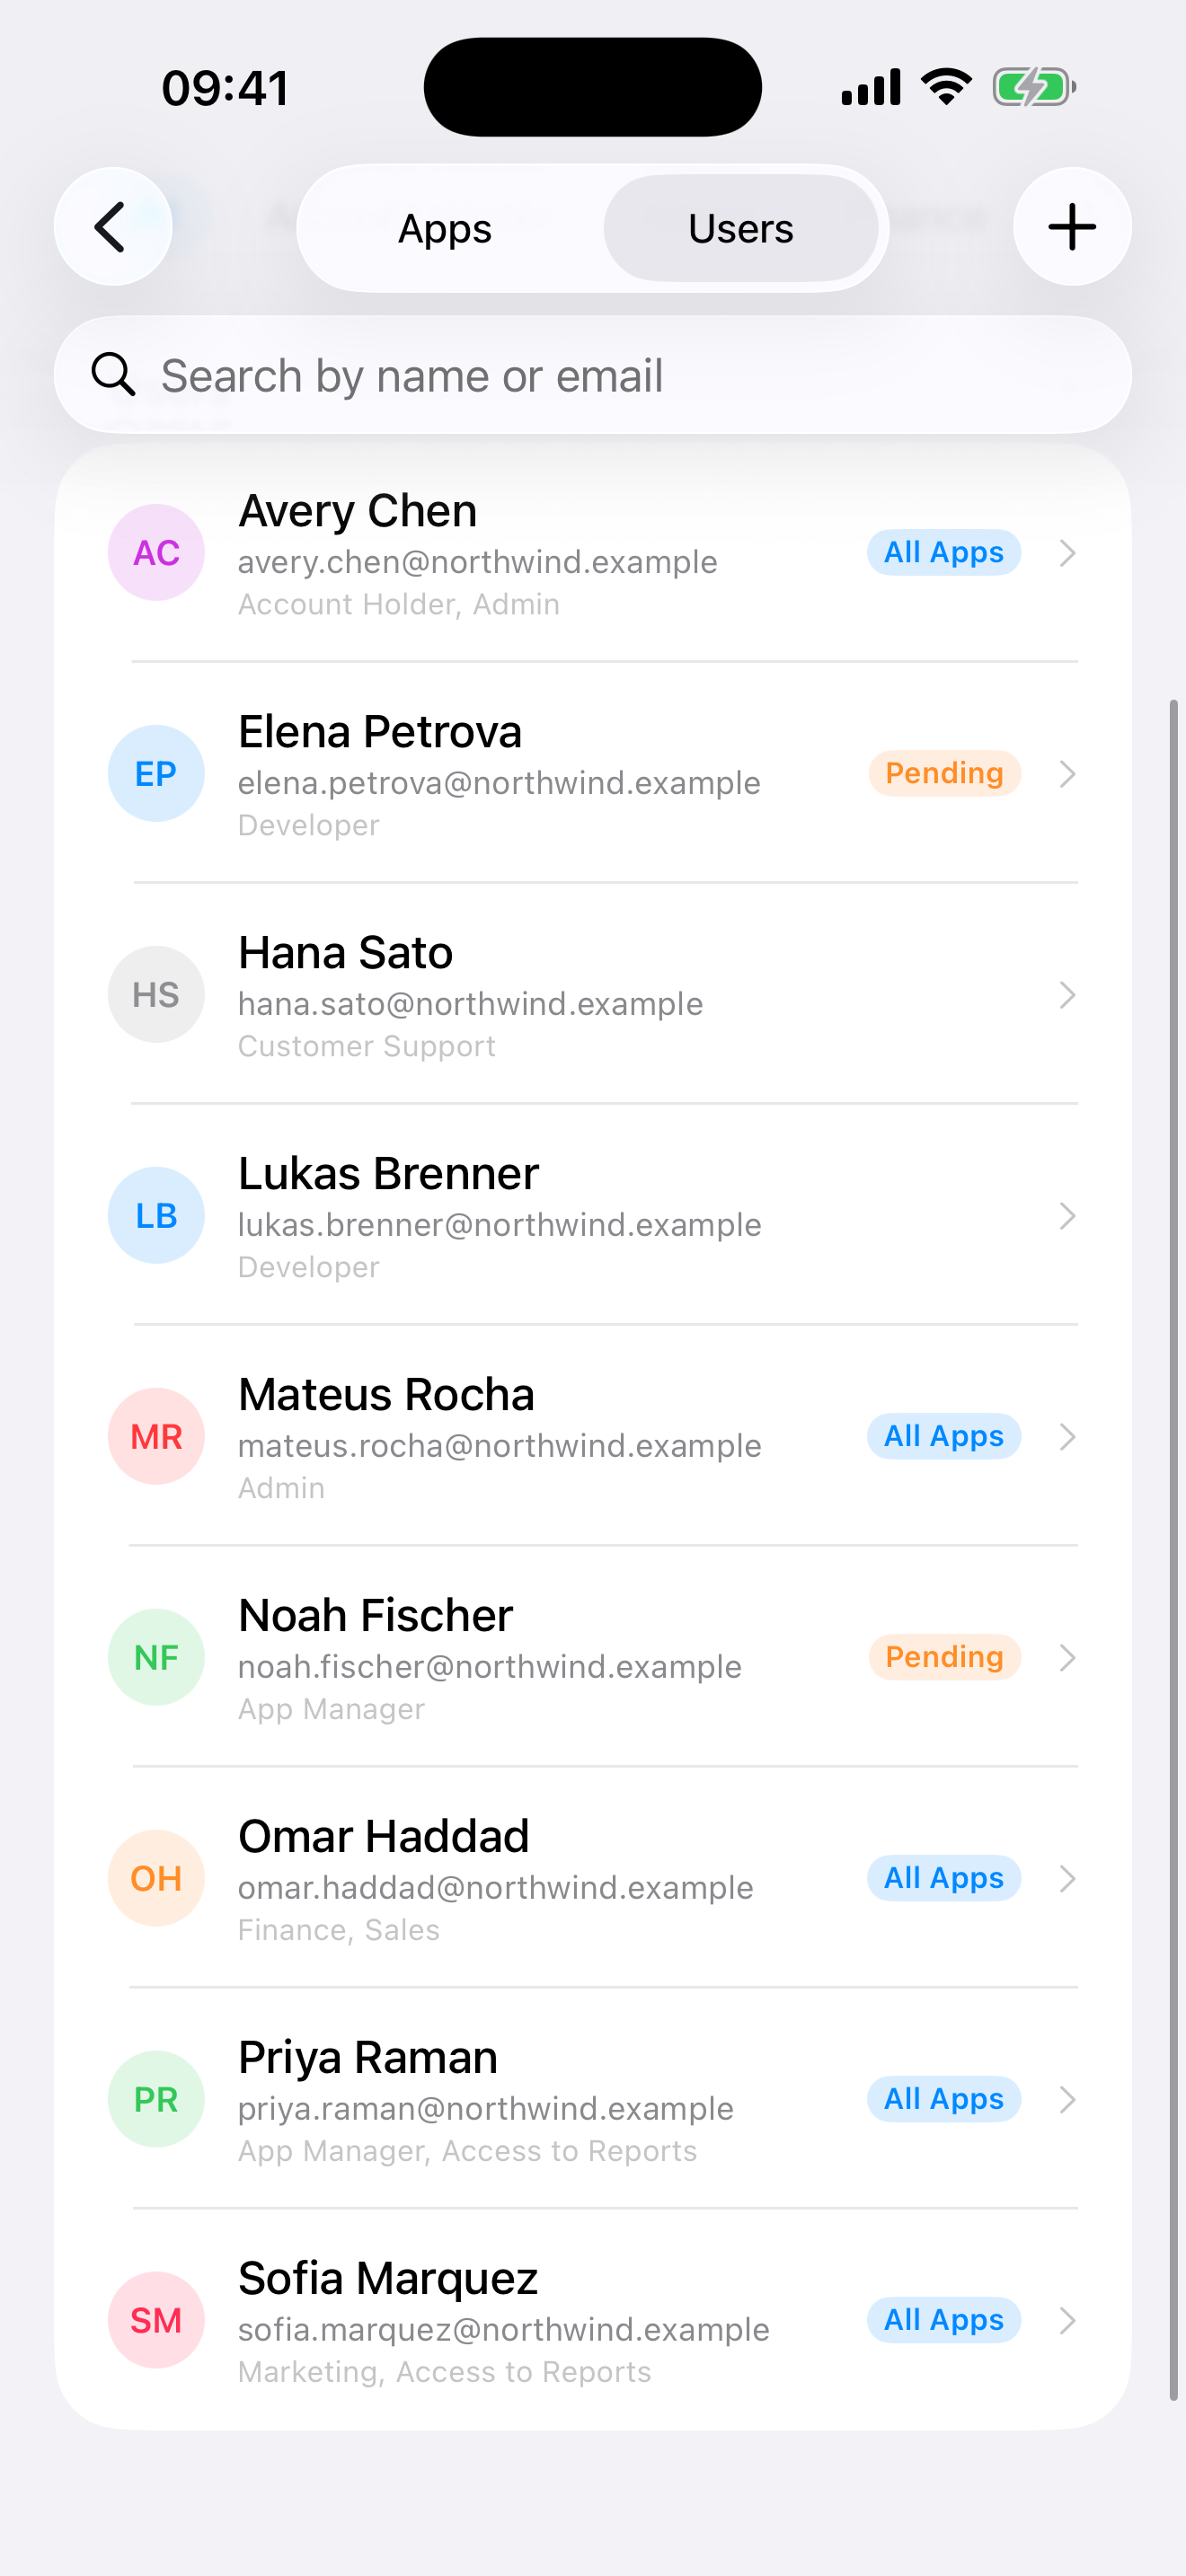 09:41
Apps
Users
Search by name or email
AC
Avery Chen
avery.chen@northwind.example
Account Holder, Admin
All Apps
EP
Elena Petrova
elena.petrova@northwind.example
Developer
Pending
HS
Hana Sato
hana.sato@northwind.example
Customer Support
LB
Lukas Brenner
lukas.brenner@northwind.example
Developer
MR
Mateus Rocha
mateus.rocha@northwind.example
Admin
All Apps
NF
Noah Fischer
noah.fischer@northwind.example
App Manager
Pending
OH
Omar Haddad
omar.haddad@northwind.example
Finance, Sales
All Apps
PR
Priya Raman
priya.raman@northwind.example
App Manager, Access to Reports
All Apps
SM
Sofia Marquez
sofia.marquez@northwind.example
Marketing, Access to Reports
All Apps